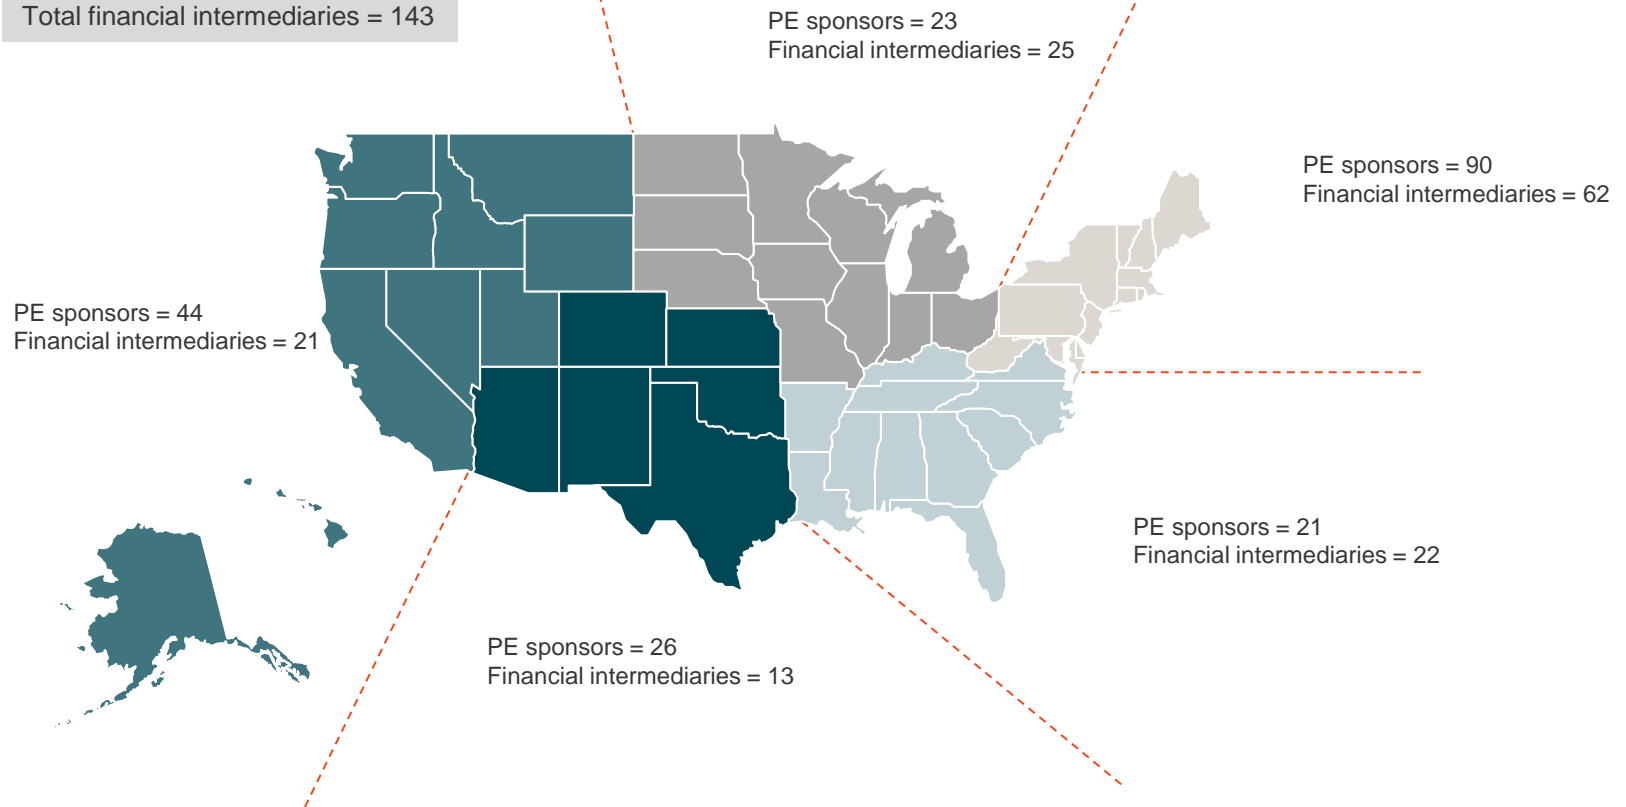 Total financial intermediaries = 143
PE sponsors = 23
Financial intermediaries = 25
PE sponsors = 90
Financial intermediaries = 62
PE sponsors = 44
Financial intermediaries = 21
PE sponsors = 21
Financial intermediaries = 22
PE sponsors = 26
Financial intermediaries = 13